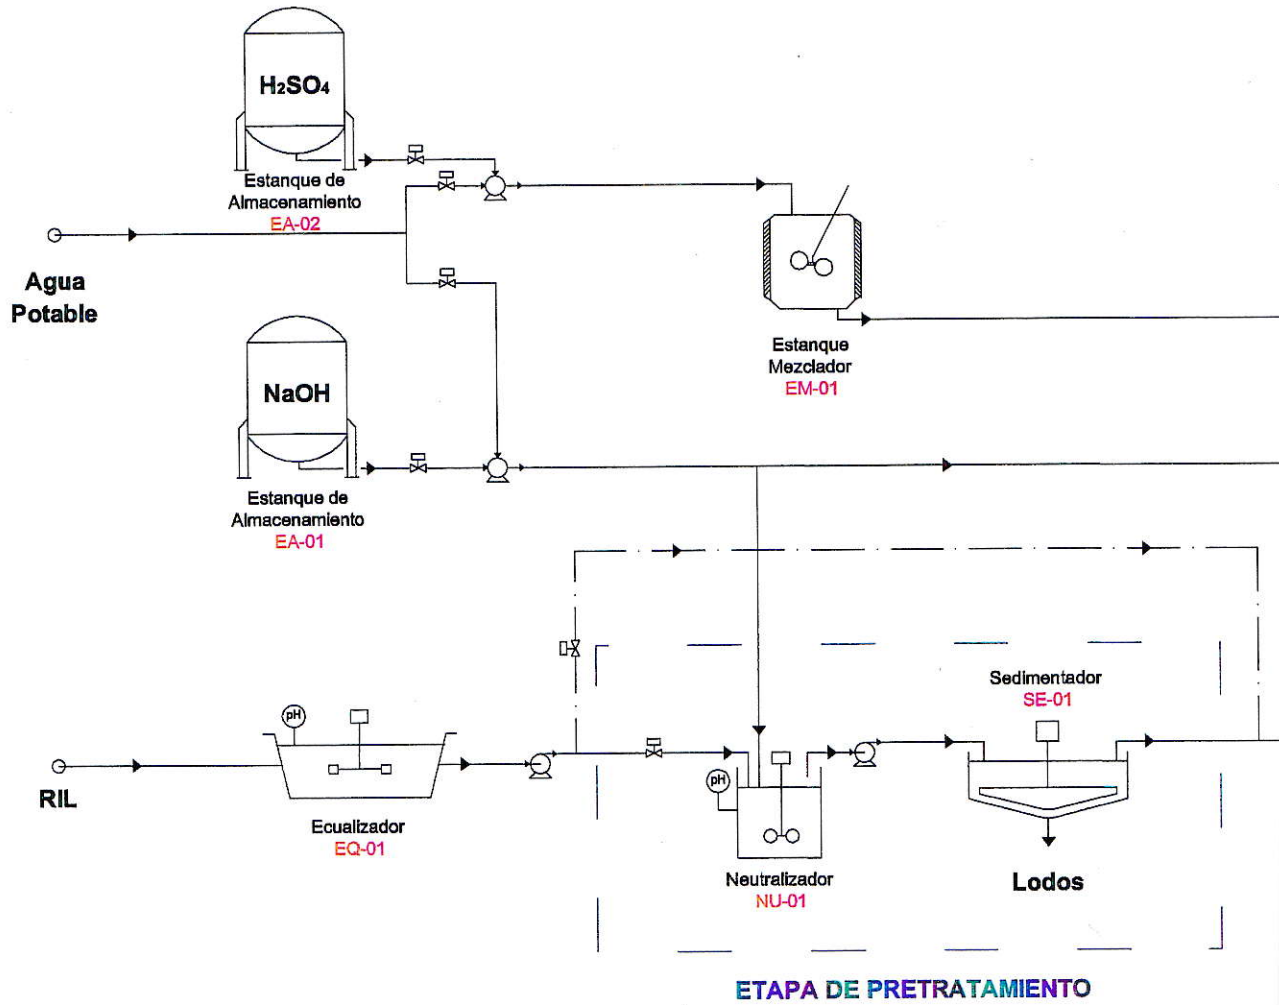 H₂SO₄
Estanque de
Almacenamiento
EA-02
Agua
Potable
Estanque
Mezclador
EM-01
NaOH
Estanque de
Almacenamiento
EA-01
Sedimentador
SE-01
pH
RIL
pH
Ecualizador
EQ-01
Neutralizador
NU-01
Lodos
ETAPA DE PRETRATAMIENTO